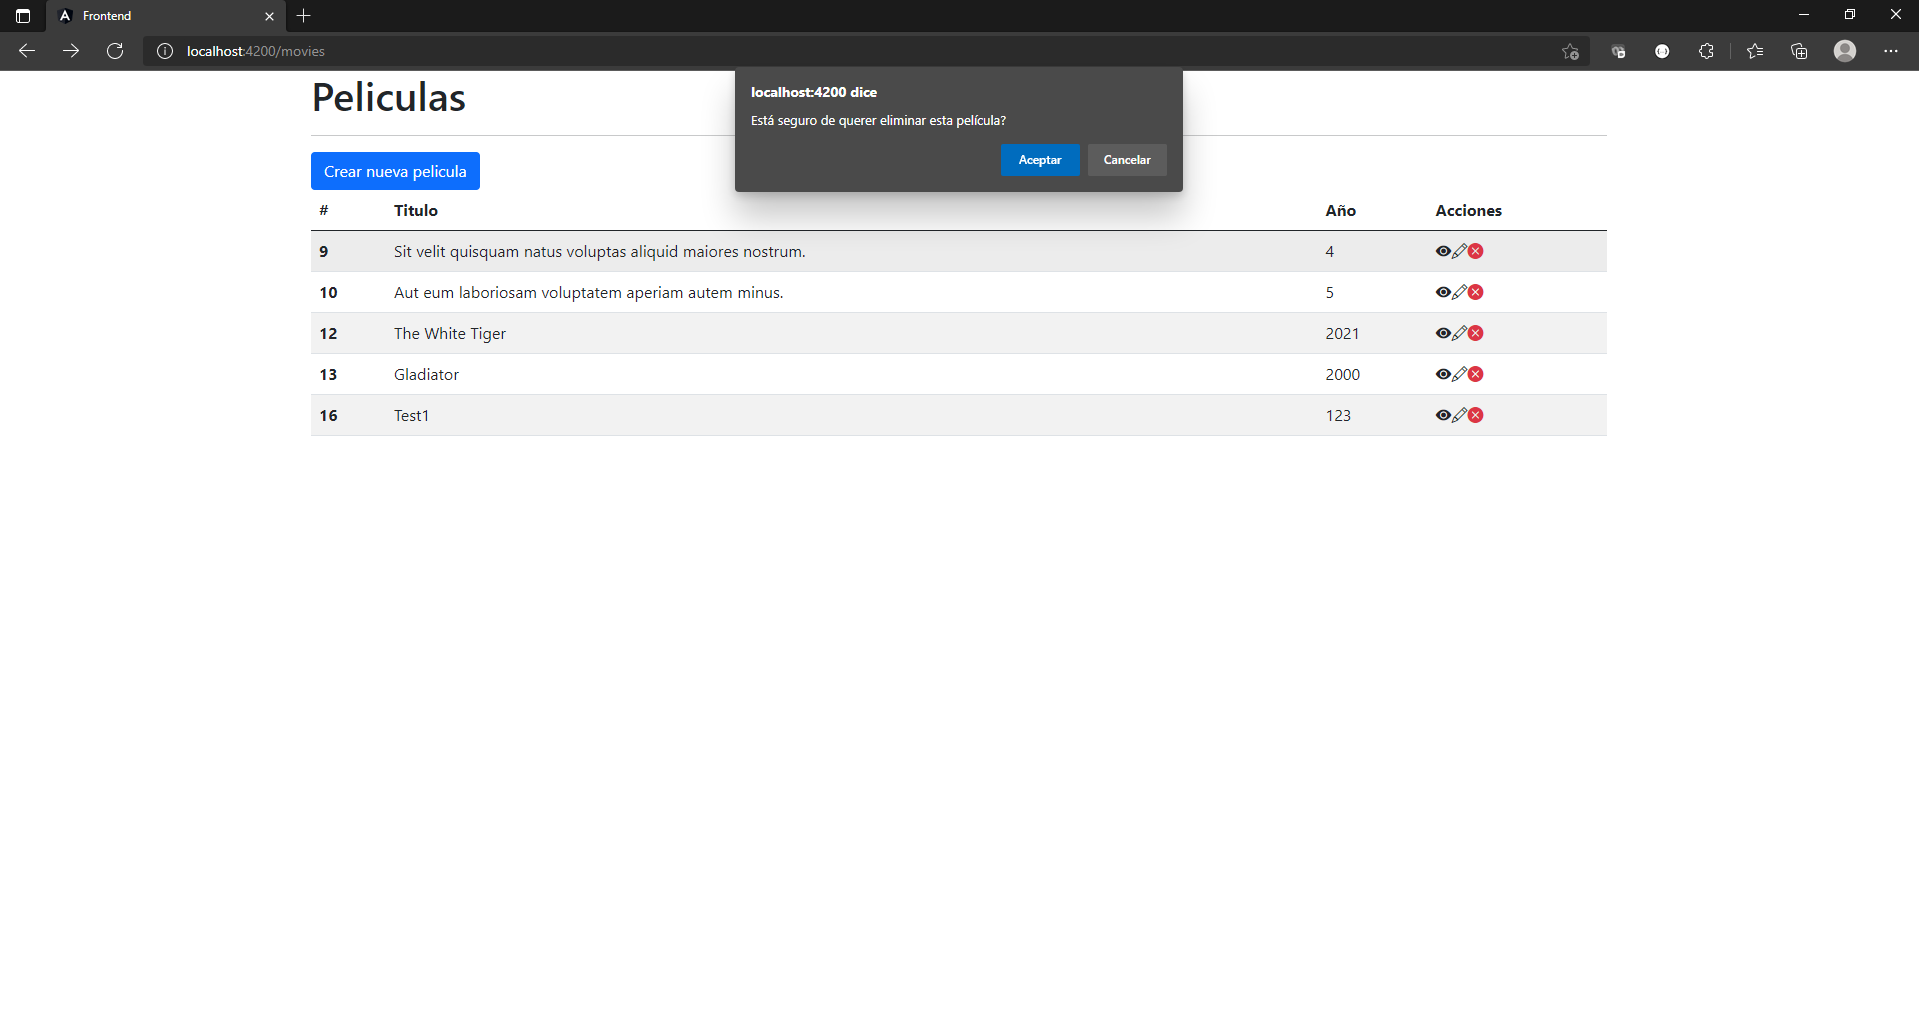 Frontend
localhost:4200/movies
Peliculas
localhost:4200 dice
Está seguro de querer eliminar esta película?
Aceptar Cancelar
Crear nueva pelicula
# Titulo Año Acciones
9 Sit velit quisquam natus voluptas aliquid maiores nostrum. 4
10 Aut eum laboriosam voluptatem aperiam autem minus. 5
12 The White Tiger 2021
13 Gladiator 2000
16 Test1 123